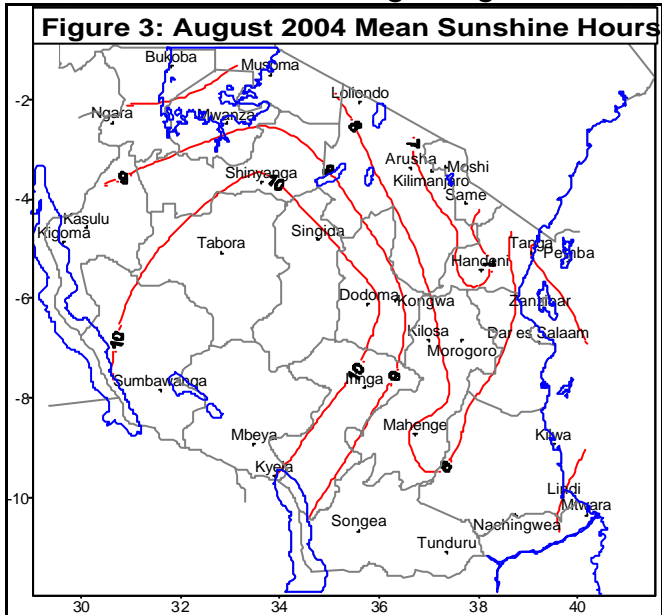 Figure 3: August 2004 Mean Sunshine Hours
Bukoba
Musoma
-2
Loliondo
Ngara
Mwanza
Arusha
Moshi
9
Shinyanga
10
Kilimanjaro
-4
Same
Kasulu
Kigoma
Tabora
Singida
Tanga
Pemba
Handeni
-6
Dodoma
Kongwa
Zanzibar
10
Kilosa
Dar es Salaam
Morogoro
Sumbawanga
10
9
Iringa
-8
Mbeya
Mahenge
Kilwa
Kyela
-10
Lindi
Mtwara
Songea
Nachingwea
Tunduru
30 32 34 36 38 40